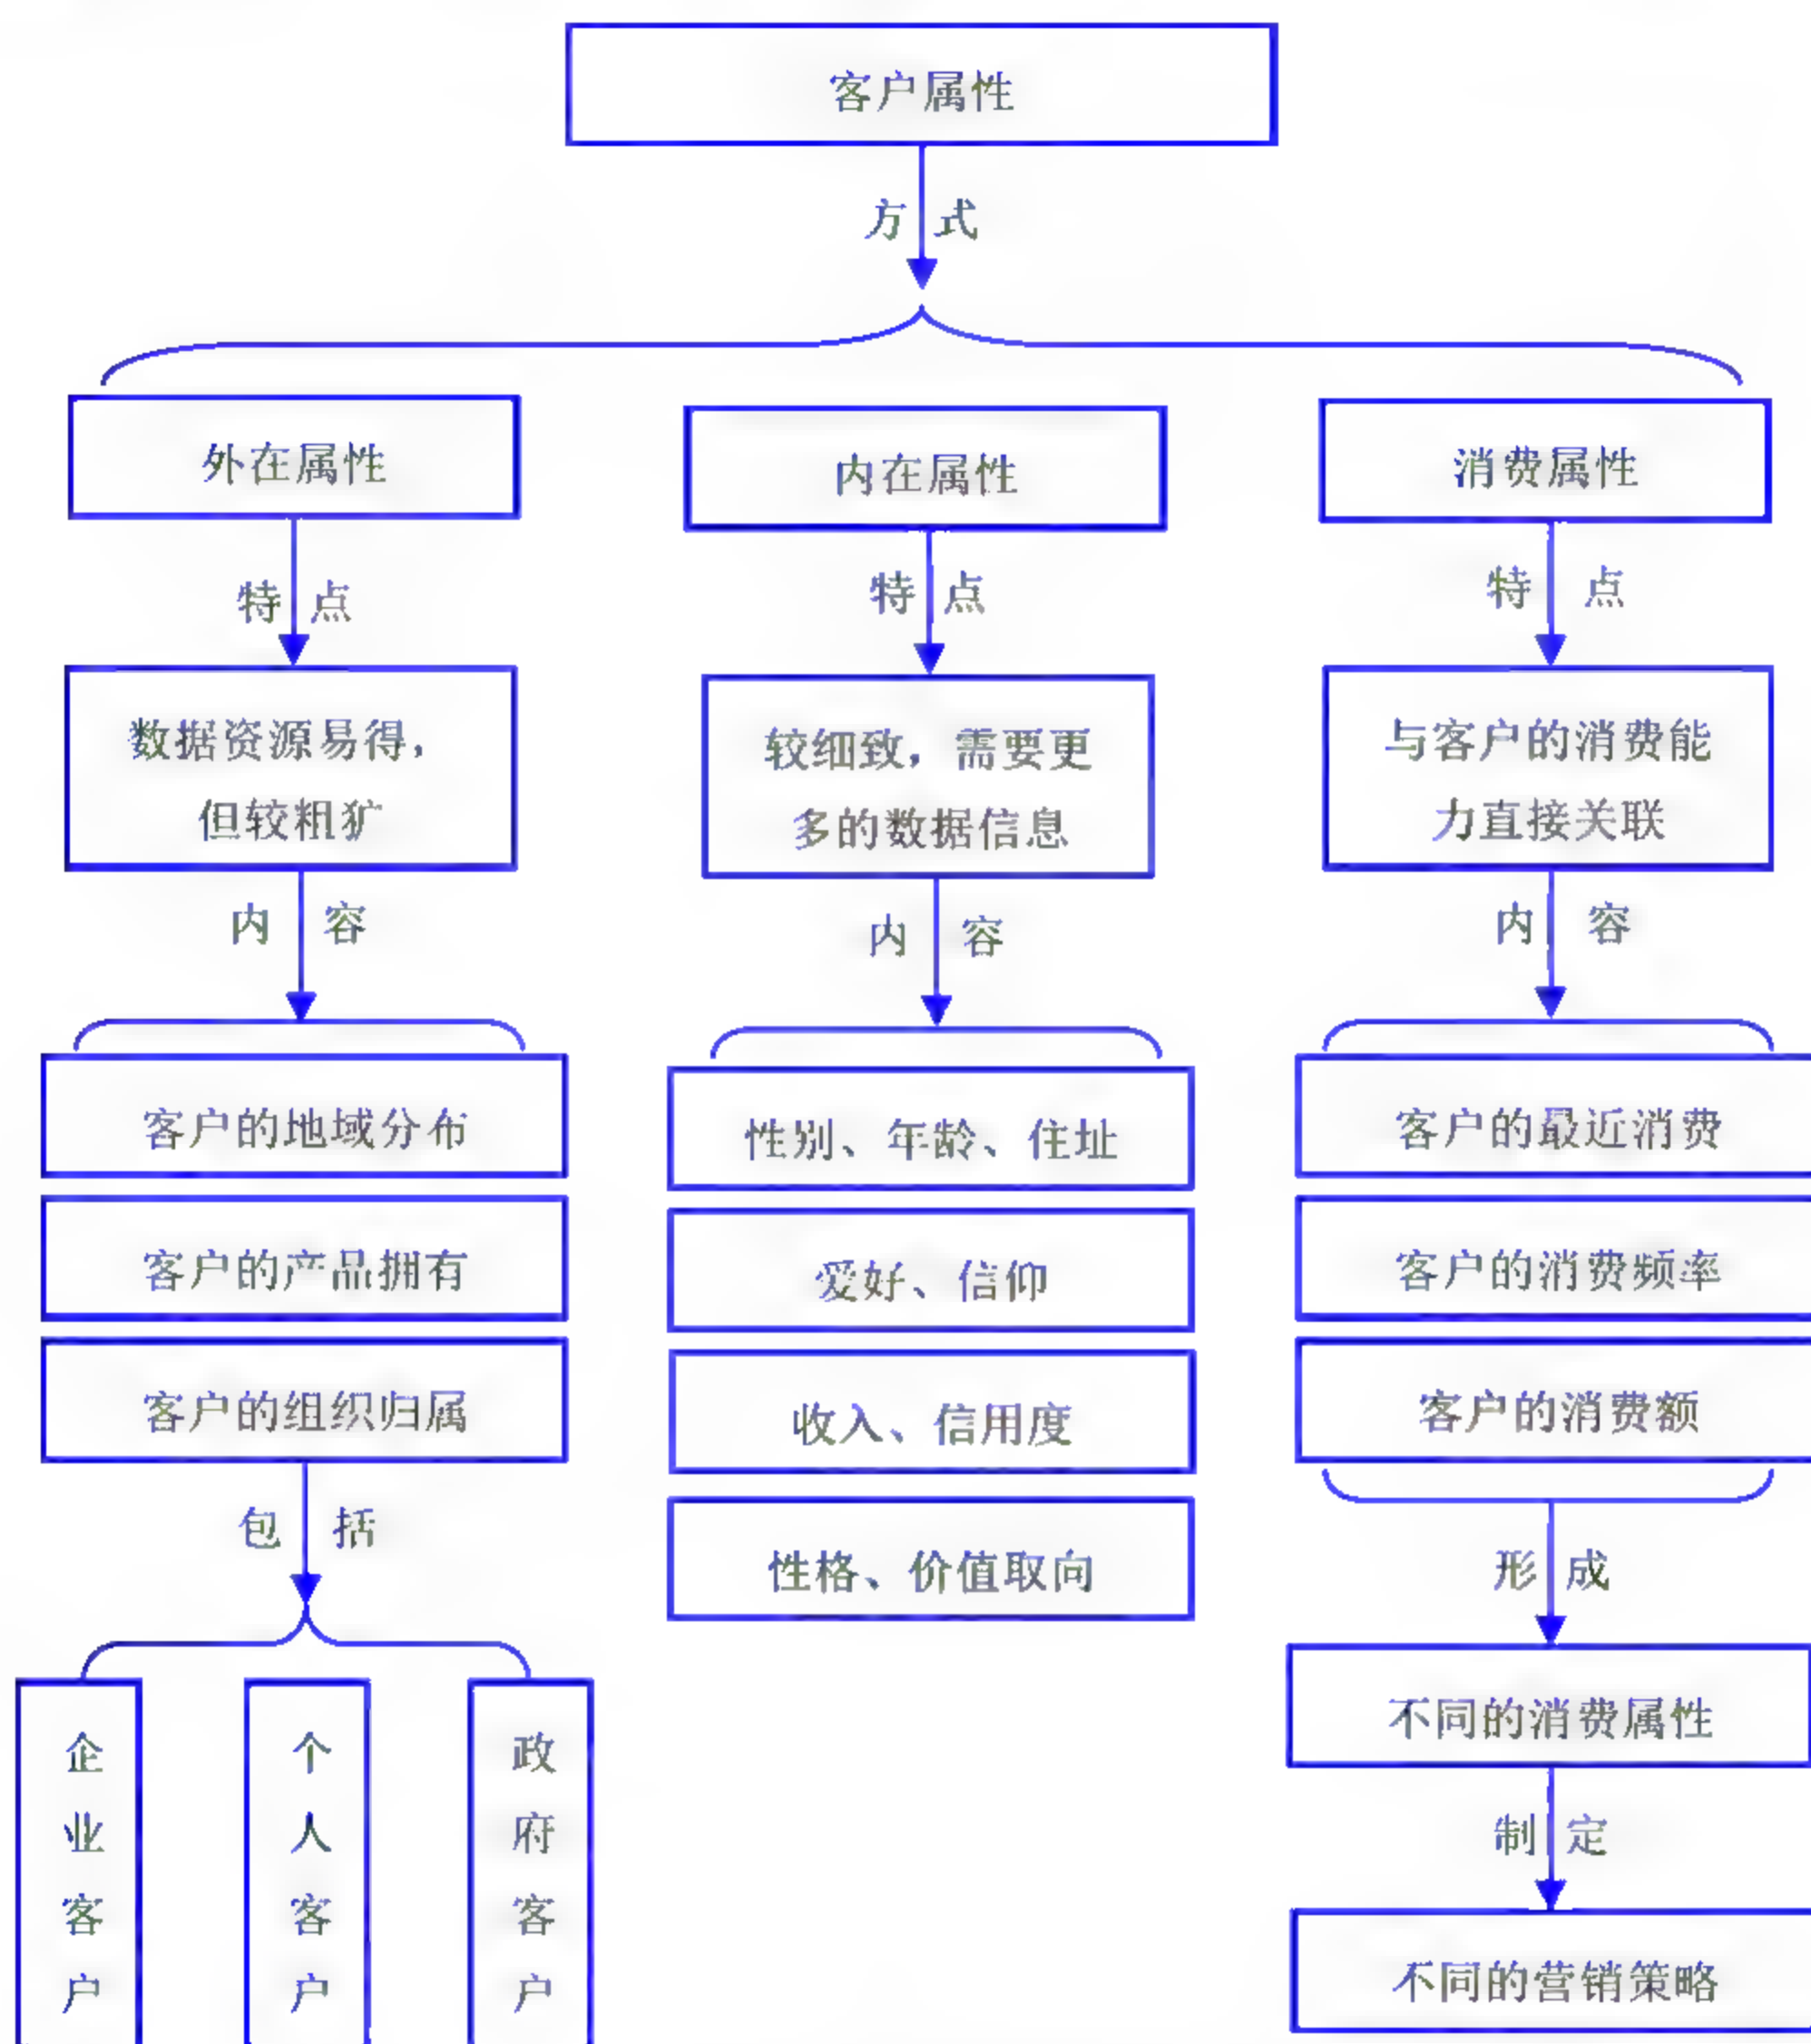 客户属性
方式
外在属性
内在属性
消费属性
特点
特点
特点
数据资源易得，
但较粗犷
较细致，需要更
多的数据信息
与客户的消费能
力直接关联
内容
内容
内容
客户的地域分布
性别、年龄、住址
客户的最近消费
客户的产品拥有
爱好、信仰
客户的消费频率
客户的组织归属
收入、信用度
客户的消费额
包括
性格、价值取向
形成
企业客户
个人客户
政府客户
不同的消费属性
制定
不同的营销策略